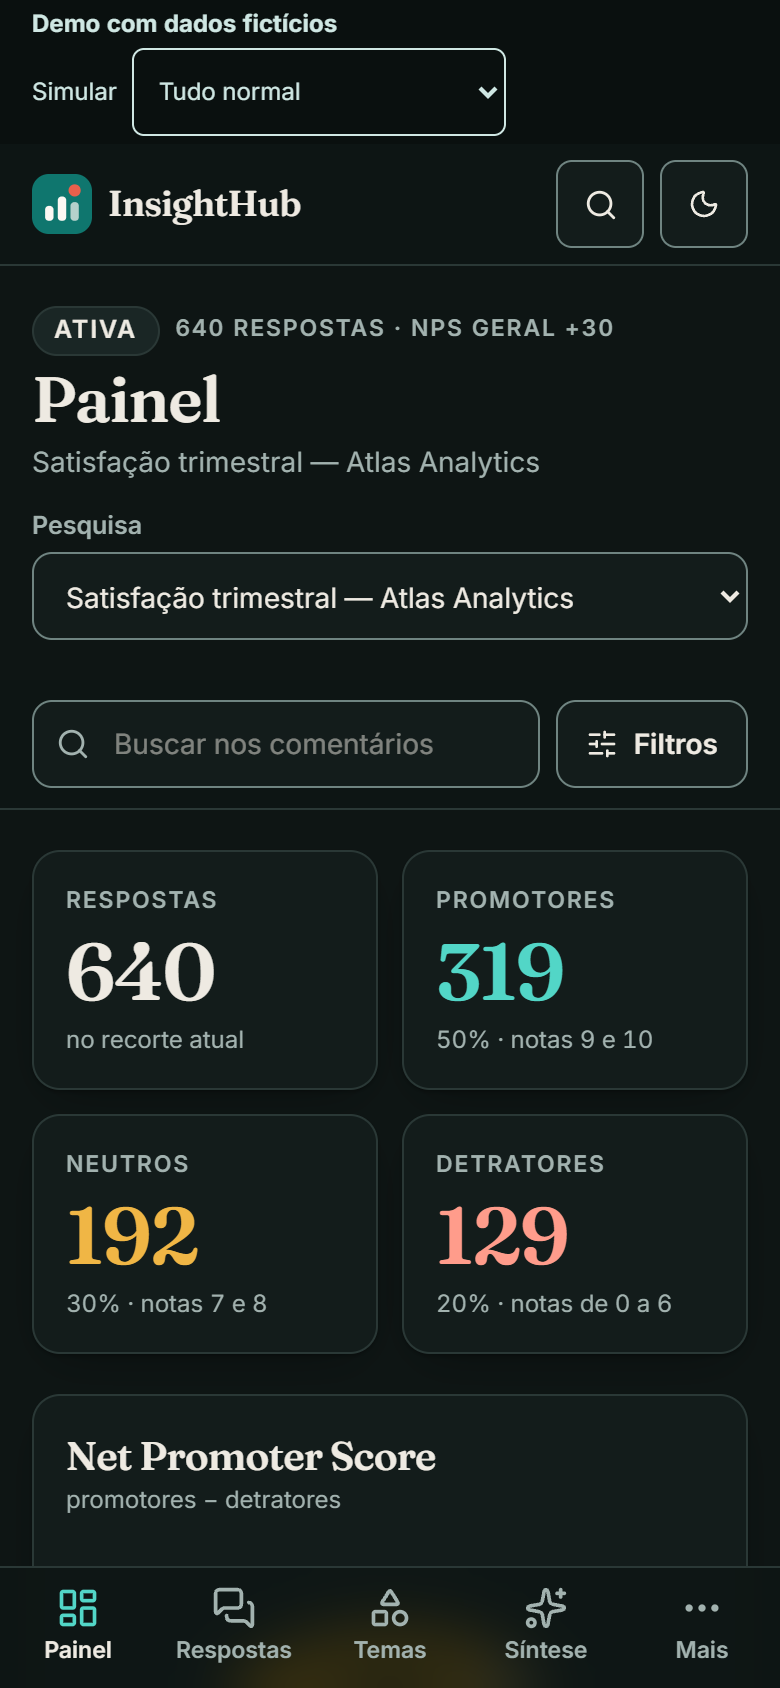 Demo com dados fictícios
Simular
Tudo normal
InsightHub
ATIVA
640 RESPOSTAS · NPS GERAL +30
Painel
Satisfação trimestral — Atlas Analytics
Pesquisa
Satisfação trimestral — Atlas Analytics
Buscar nos comentários
Filtros
RESPOSTAS
640
no recorte atual
PROMOTORES
319
50% · notas 9 e 10
NEUTROS
192
30% · notas 7 e 8
DETRATORES
129
20% · notas de 0 a 6
Net Promoter Score
promotores − detratores
Painel
Respostas
Temas
Síntese
Mais